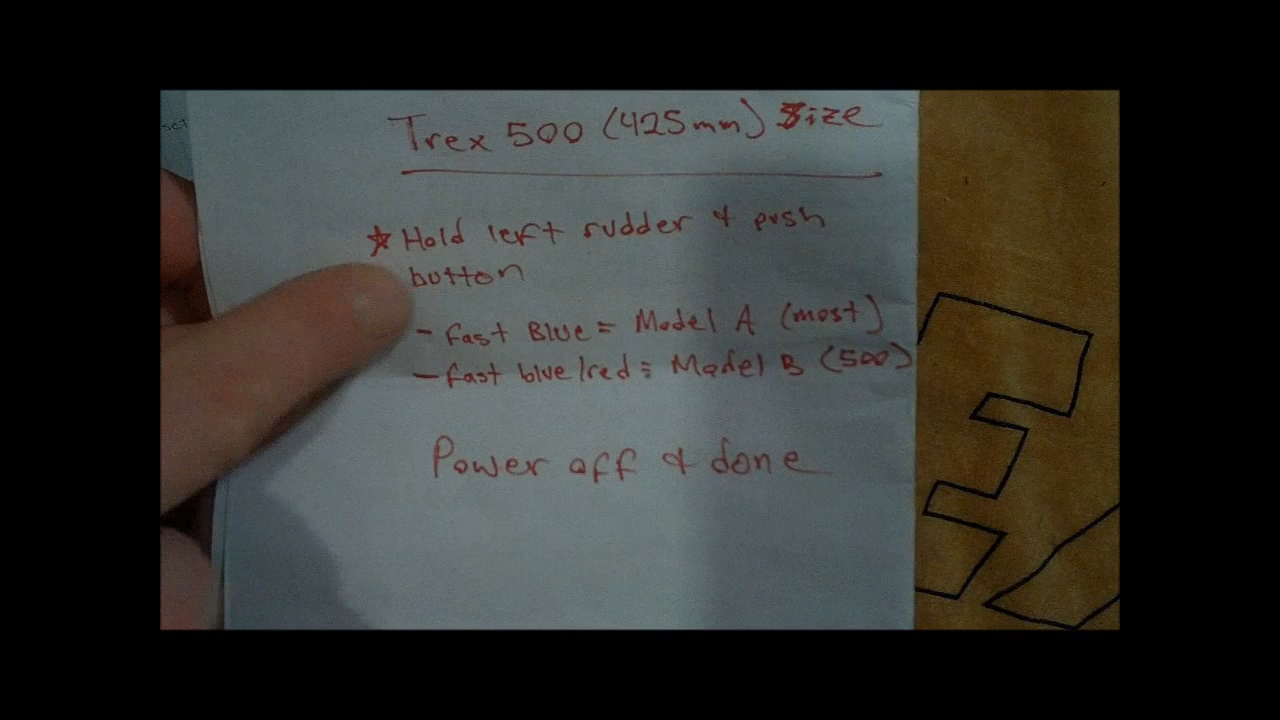 set
Trex 500 (425mm) Size
☆ Hold left rudder & push
button
- Fast Blue = Model A (most)
- fast blue/red = Model B (500)
Power off & done